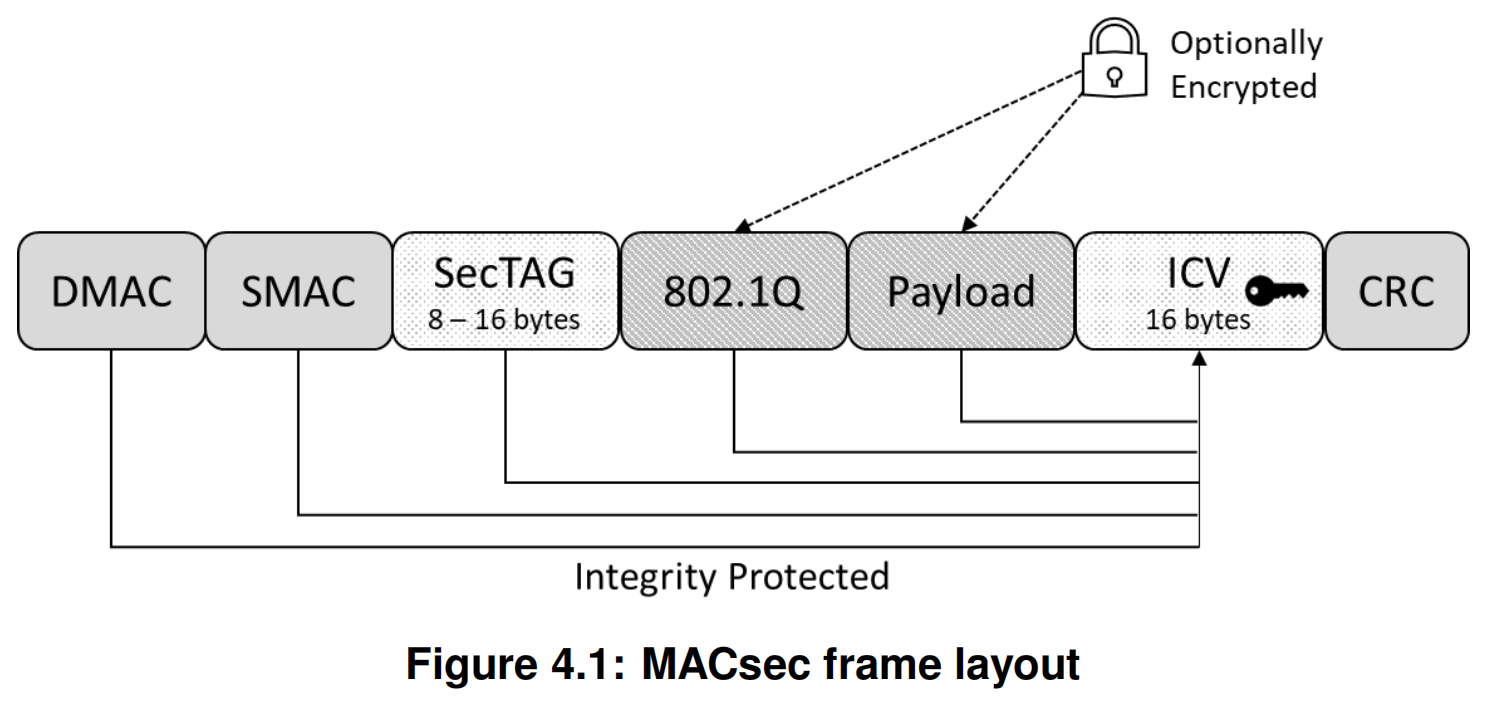 Optionally
Encrypted
DMAC
SMAC
SecTAG
8 – 16 bytes
802.1Q
Payload
ICV
16 bytes
CRC
Integrity Protected
Figure 4.1: MACsec frame layout